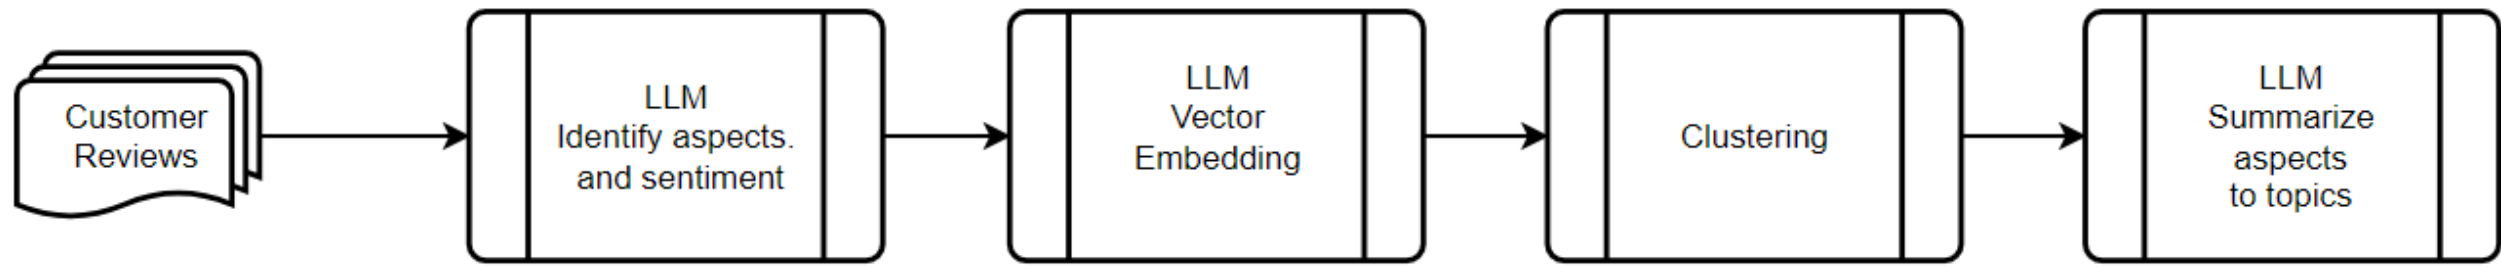 Customer
Reviews
LLM
Identify aspects.
and sentiment
LLM
Vector
Embedding
Clustering
LLM
Summarize
aspects
to topics